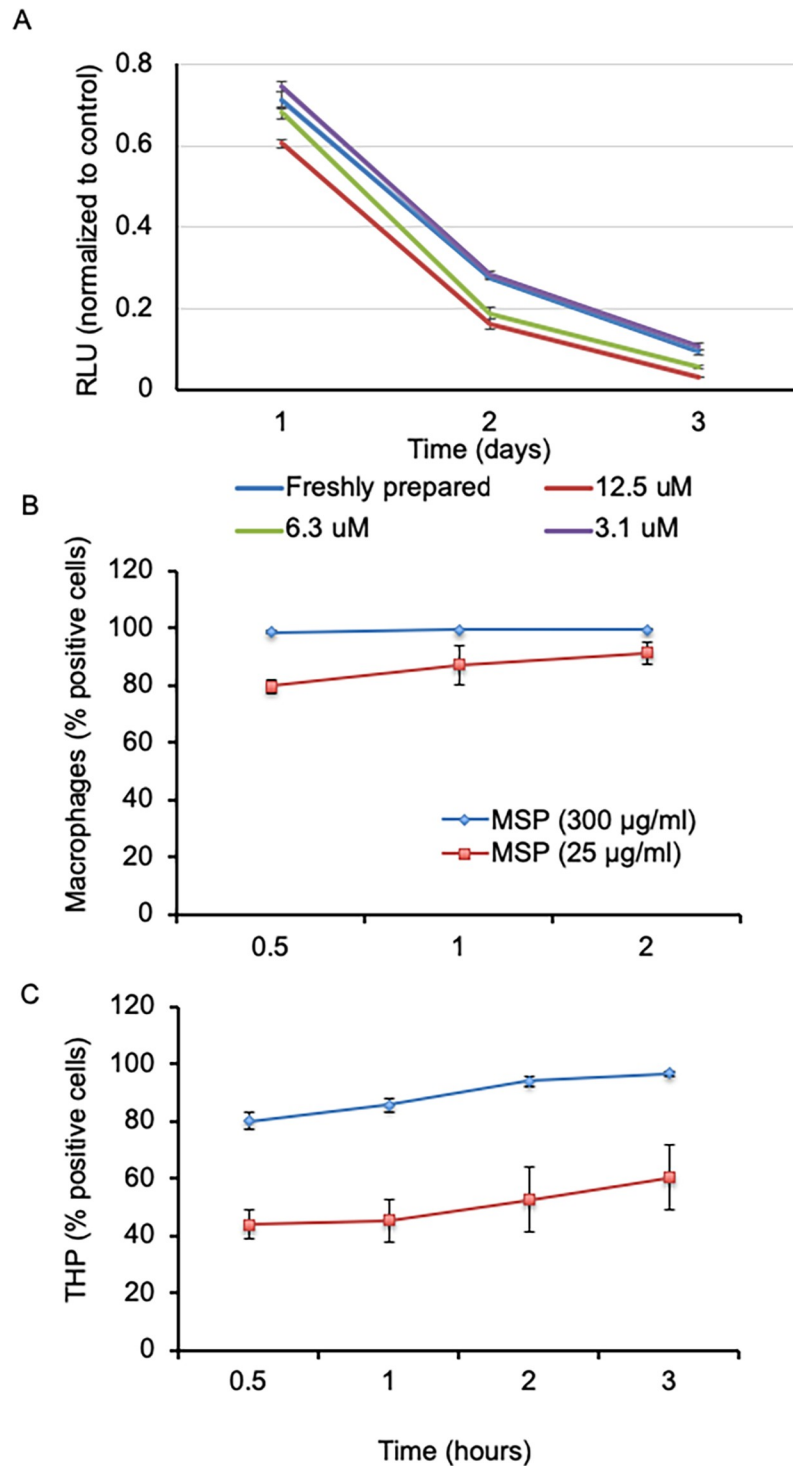 A
RLU (normalized to control)
0.8
0.6
0.4
0.2
0
1 2 3
Time (days)
Freshly prepared 12.5 uM
6.3 uM 3.1 uM
B
Macrophages (% positive cells)
120
100
80
60
40
20
0
MSP (300 µg/ml)
MSP (25 µg/ml)
0.5 1 2
C
THP (% positive cells)
120
100
80
60
40
20
0
0.5 1 2 3
Time (hours)